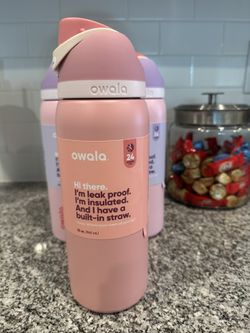 owala
owala
24
Hi there.
I'm leak proof.
I'm insulated.
And I have a
built-in straw.